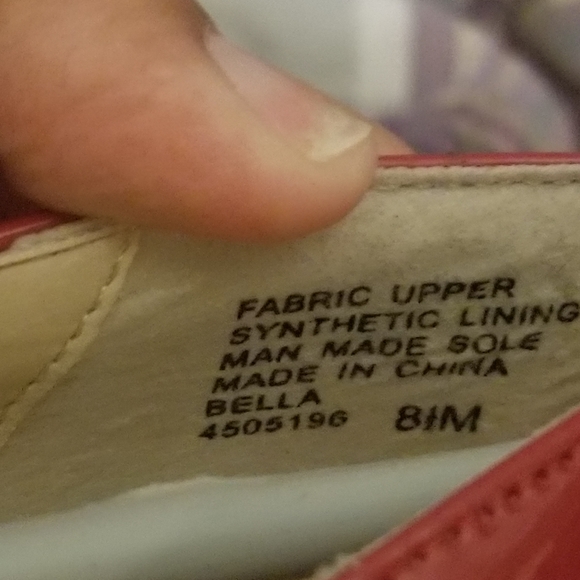 FABRIC UPPER
SYNTHETIC LINING
MAN MADE SOLE
MADE IN CHINA
BELLA
4505196 8½M